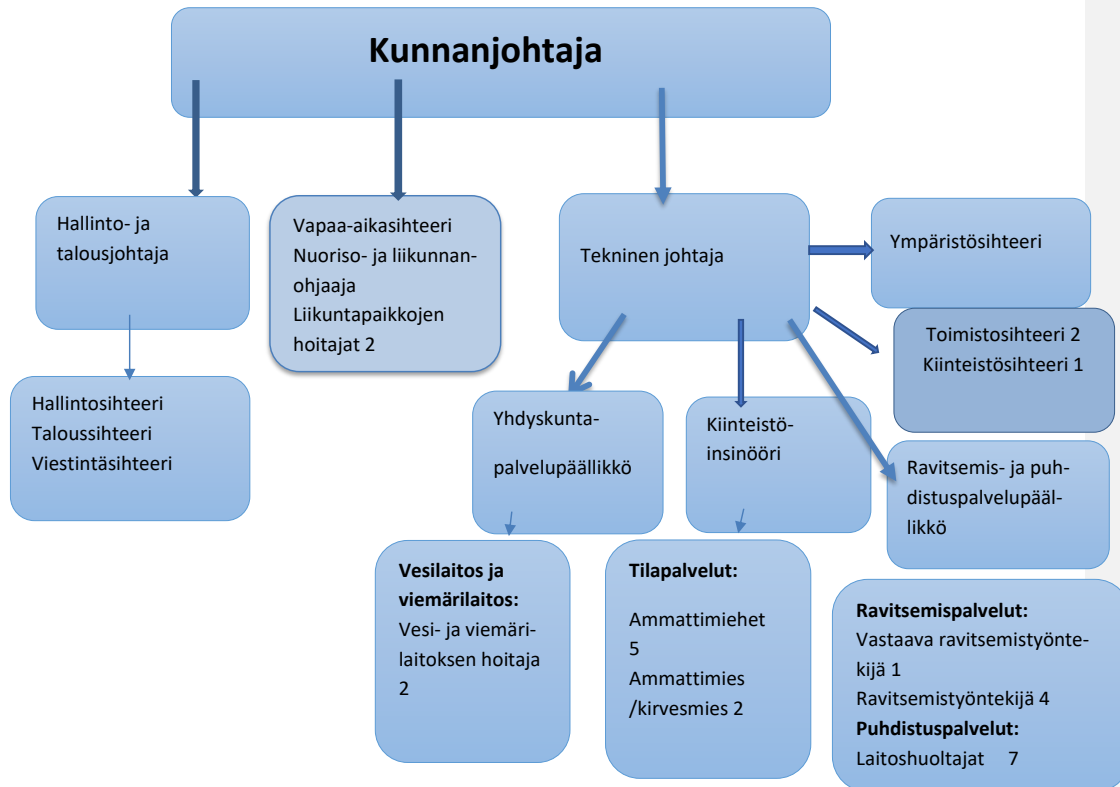 Kunnanjohtaja
Hallinto- ja
talousjohtaja
Vapaa-aikasihteeri
Nuoriso- ja liikunnan-
ohjaaja
Liikuntapaikkojen
hoitajat 2
Tekninen johtaja
Ympäristösihteeri
Toimistosihteeri 2
Kiinteistösihteeri 1
Hallintosihteeri
Taloussihteeri
Viestintäsihteeri
Yhdyskunta-
palvelupäällikkö
Kiinteistö-
insinööri
Ravitsemis- ja puh-
distuspalvelupääl-
likkö
Vesilaitos ja
viemärilaitos:
Vesi- ja viemäri-
laitoksen hoitaja
2
Tilapalvelut:
Ammattimiehet
5
Ammattimies
/kirvesmies 2
Ravitsemispalvelut:
Vastaava ravitsemistyönte-
kijä 1
Ravitsemistyöntekijä 4
Puhdistuspalvelut:
Laitoshuoltajat 7